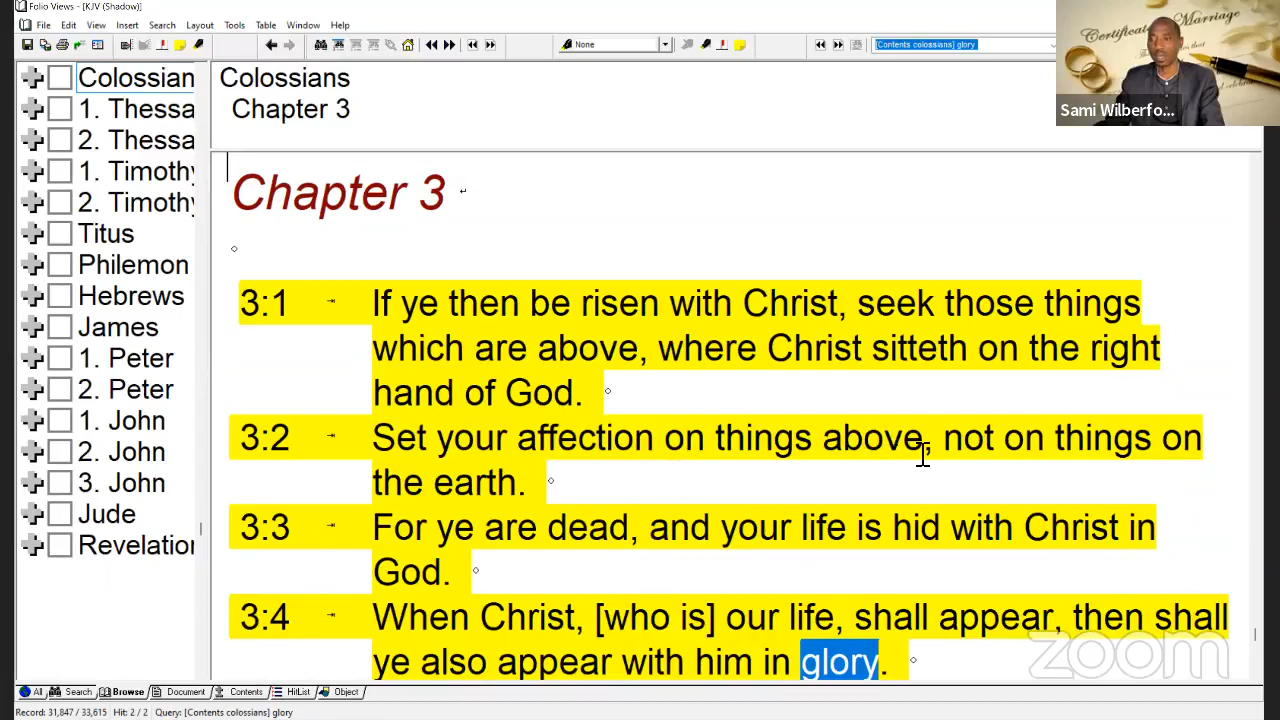 Folio Views - [KJV (Shadow)]
File Edit View Insert Search Layout Tools Table Window Help
None
[Contents colossians] glory
Certificate Marriage
Sami Wilberfo...
Colossian
1. Thessa
2. Thessa
1. Timothy
2. Timothy
Titus
Philemon
Hebrews
James
1. Peter
2. Peter
1. John
2. John
3. John
Jude
Revelation
Colossians
Chapter 3
Chapter 3
3:1 If ye then be risen with Christ, seek those things
which are above, where Christ sitteth on the right
hand of God.
3:2 Set your affection on things above, not on things on
the earth.
3:3 For ye are dead, and your life is hid with Christ in
God.
3:4 When Christ, [who is] our life, shall appear, then shall
ye also appear with him in glory.
zoom
All Search Browse Document Contents HitList Object
Record: 31,847 / 33,615 Hit: 2 / 2 Query: [Contents colossians] glory